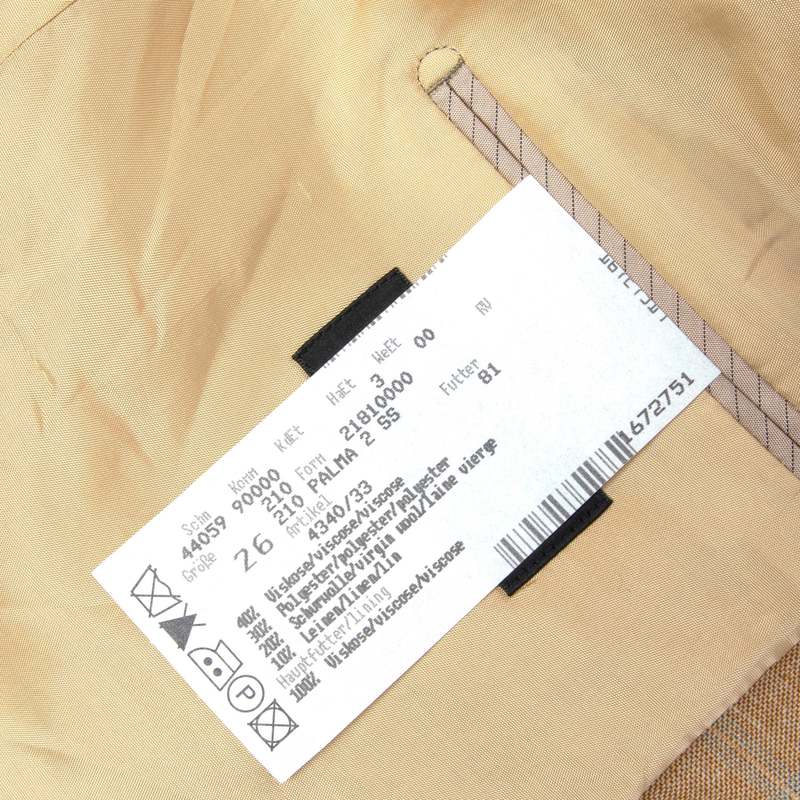 Schn Komm KdEt HaEt WeEt RV
44059 90000 3 00
Größe 210 Form 21810000 Futter
26 210 PALMA 2 SS 81
Artikel
4340/33
40% Viskose/viscose/viscose
30% Polyester/polyester/polyester
20% Schurwolle/virgin wool/laine vierge
10% Leinen/linen/lin
Hauptfutter/lining
100% Viskose/viscose/viscose
P
1672751